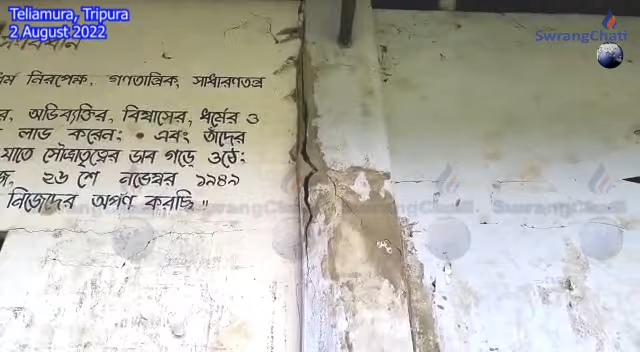 Teliamura, Tripura
2 August, 2022
SwrangChati
নিরপেক্ষ, গণতান্ত্রিক, সাধারণতন্ত্র
অভিব্যক্তির, বিশ্বাসের, ধর্মের ও
লাভ করেন; • এবং তাঁদের
যাতে সৌভ্রাতৃত্বের ভাব গড়ে ওঠে;
২৬ শে নভেম্বর ১৯৪৯
নিজেদের অর্পণ করছি"